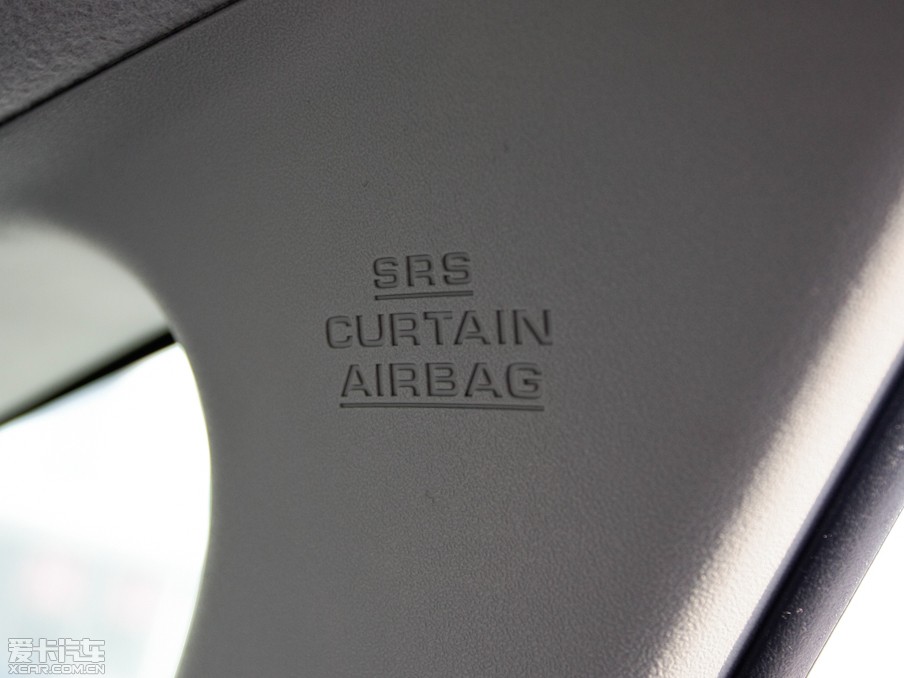 SRS
CURTAIN
AIRBAG
爱卡汽车
XCAR.COM.CN